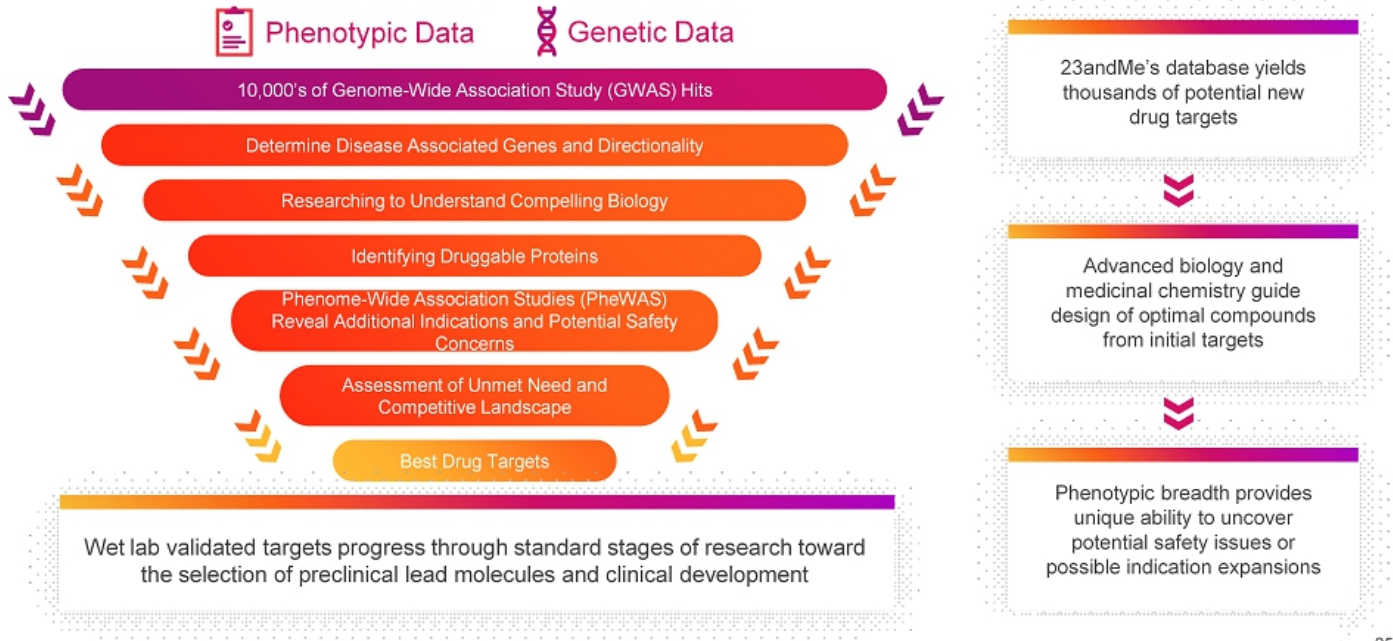 Phenotypic Data
Genetic Data
10,000's of Genome-Wide Association Study (GWAS) Hits
Determine Disease Associated Genes and Directionality
Researching to Understand Compelling Biology
Identifying Druggable Proteins
Phenome-Wide Association Studies (PheWAS)
Reveal Additional Indications and Potential Safety
Concerns
Assessment of Unmet Need and
Competitive Landscape
Best Drug Targets
Wet lab validated targets progress through standard stages of research toward
the selection of preclinical lead molecules and clinical development
23andMe's database yields
thousands of potential new
drug targets
Advanced biology and
medicinal chemistry guide
design of optimal compounds
from initial targets
Phenotypic breadth provides
unique ability to uncover
potential safety issues or
possible indication expansions